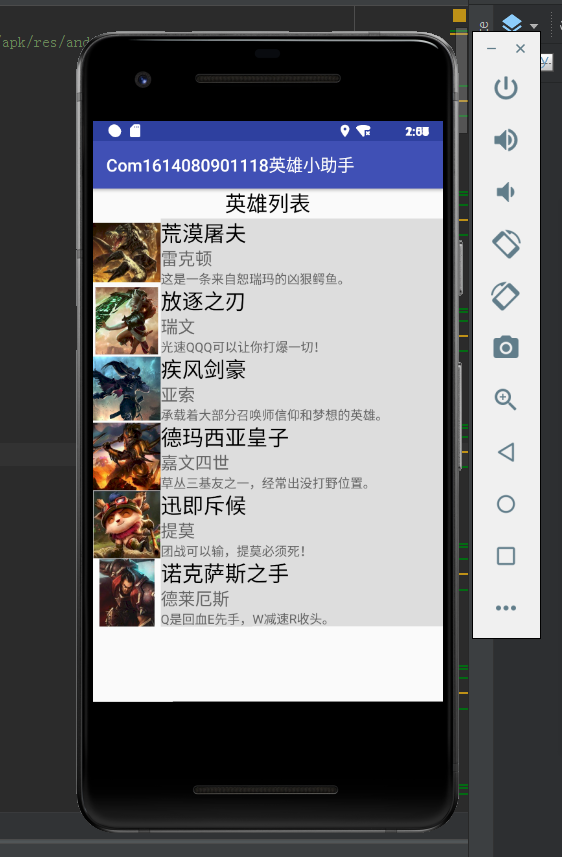 /apk/res/and
Com1614080901118英雄小助手
英雄列表
荒漠屠夫
雷克顿
这是一条来自恕瑞玛的凶狠鳄鱼。
放逐之刃
瑞文
光速QQQ可以让你打爆一切！
疾风剑豪
亚索
承载着大部分召唤师信仰和梦想的英雄。
德玛西亚皇子
嘉文四世
草丛三基友之一，经常出没打野位置。
迅即斥候
提莫
团战可以输，提莫必须死！
诺克萨斯之手
德莱厄斯
Q是回血E先手，W减速R收头。